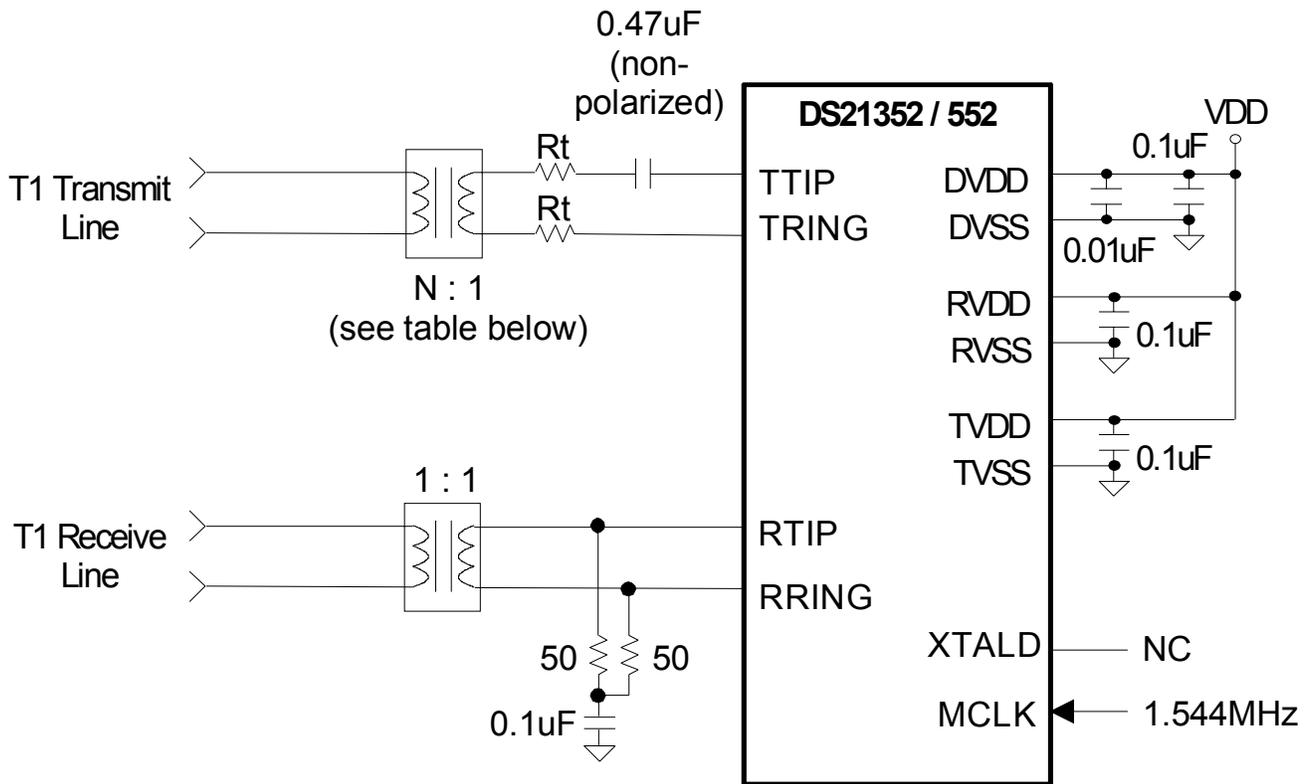 0.47uF
(non-
polarized)
DS21352 / 552
VDD
0.1uF
T1 Transmit
Line
Rt
Rt
TTIP
TRING
DVDD
DVSS
0.01uF
N : 1
(see table below)
RVDD
RVSS
0.1uF
TVDD
TVSS
0.1uF
1 : 1
T1 Receive
Line
RTIP
RRING
50
50
0.1uF
XTALD
NC
MCLK
1.544MHz